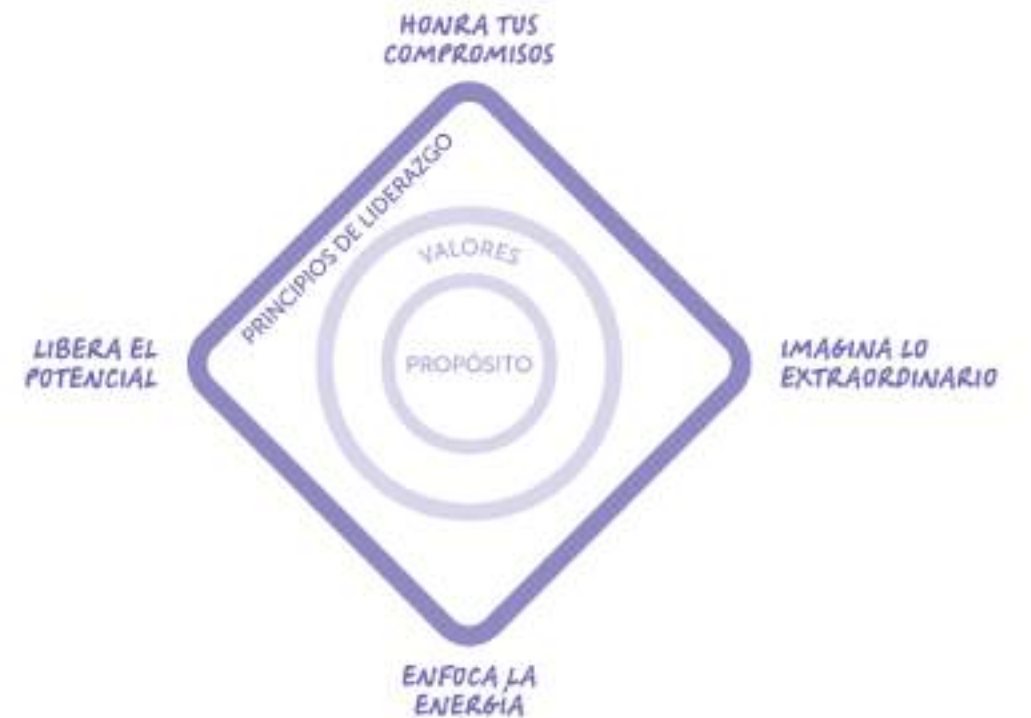 HONRA TUS
COMPROMISOS
PRINCIPIOS DE LIDERAZGO
VALORES
PROPÓSITO
LIBERA EL
POTENCIAL
IMAGINA LO
EXTRAORDINARIO
ENFOCA LA
ENERGÍA